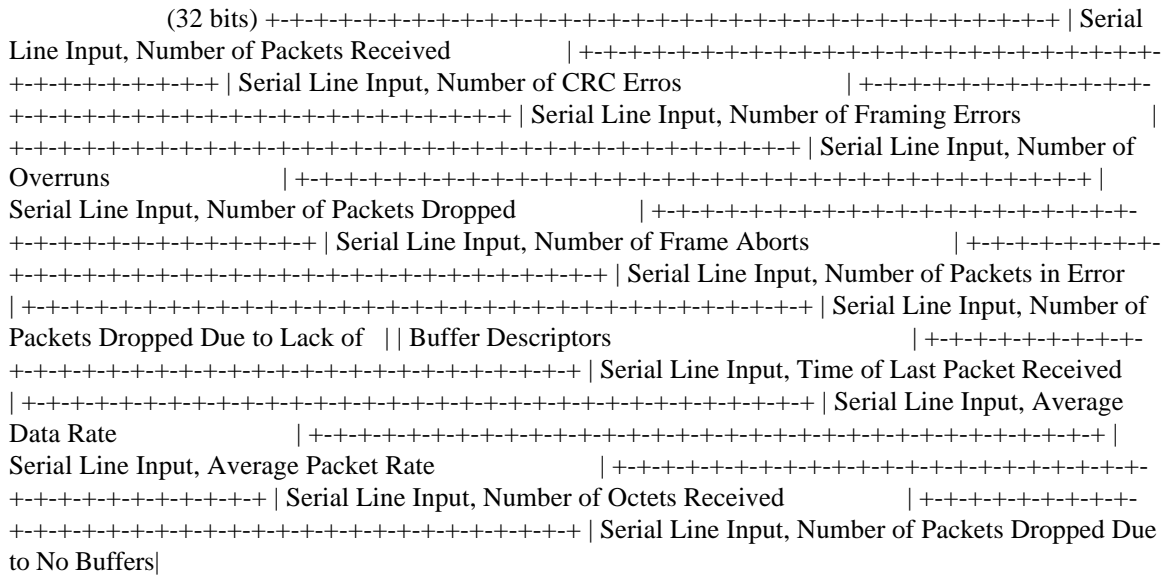 (32 bits) +-+-+-+-+-+-+-+-+-+-+-+-+-+-+-+-+-+-+-+-+-+-+-+-+-+-+-+-+-+-+-+-+ | Serial
Line Input, Number of Packets Received | +-+-+-+-+-+-+-+-+-+-+-+-+-+-+-+-+-+-+-+-+-+-+-+-
+-+-+-+-+-+-+-+-+ | Serial Line Input, Number of CRC Erros | +-+-+-+-+-+-+-+-+-+-+-+-
+-+-+-+-+-+-+-+-+-+-+-+-+-+-+-+-+-+-+-+-+ | Serial Line Input, Number of Framing Errors |
+-+-+-+-+-+-+-+-+-+-+-+-+-+-+-+-+-+-+-+-+-+-+-+-+-+-+-+-+-+-+-+-+ | Serial Line Input, Number of
Overruns | +-+-+-+-+-+-+-+-+-+-+-+-+-+-+-+-+-+-+-+-+-+-+-+-+-+-+-+-+-+-+-+-+ |
Serial Line Input, Number of Packets Dropped | +-+-+-+-+-+-+-+-+-+-+-+-+-+-+-+-+-+-+-+-
+-+-+-+-+-+-+-+-+-+-+-+-+ | Serial Line Input, Number of Frame Aborts | +-+-+-+-+-+-+-+-
+-+-+-+-+-+-+-+-+-+-+-+-+-+-+-+-+-+-+-+-+-+-+-+-+ | Serial Line Input, Number of Packets in Error
| +-+-+-+-+-+-+-+-+-+-+-+-+-+-+-+-+-+-+-+-+-+-+-+-+-+-+-+-+-+-+-+-+ | Serial Line Input, Number of
Packets Dropped Due to Lack of | | Buffer Descriptors | +-+-+-+-+-+-+-+-+-
+-+-+-+-+-+-+-+-+-+-+-+-+-+-+-+-+-+-+-+-+-+-+-+ | Serial Line Input, Time of Last Packet Received
| +-+-+-+-+-+-+-+-+-+-+-+-+-+-+-+-+-+-+-+-+-+-+-+-+-+-+-+-+-+-+-+-+ | Serial Line Input, Average
Data Rate | +-+-+-+-+-+-+-+-+-+-+-+-+-+-+-+-+-+-+-+-+-+-+-+-+-+-+-+-+-+-+-+-+ |
Serial Line Input, Average Packet Rate | +-+-+-+-+-+-+-+-+-+-+-+-+-+-+-+-+-+-+-+-+-+-
+-+-+-+-+-+-+-+-+-+-+ | Serial Line Input, Number of Octets Received | +-+-+-+-+-+-+-+-+-
+-+-+-+-+-+-+-+-+-+-+-+-+-+-+-+-+-+-+-+-+-+-+-+ | Serial Line Input, Number of Packets Dropped Due
to No Buffers|